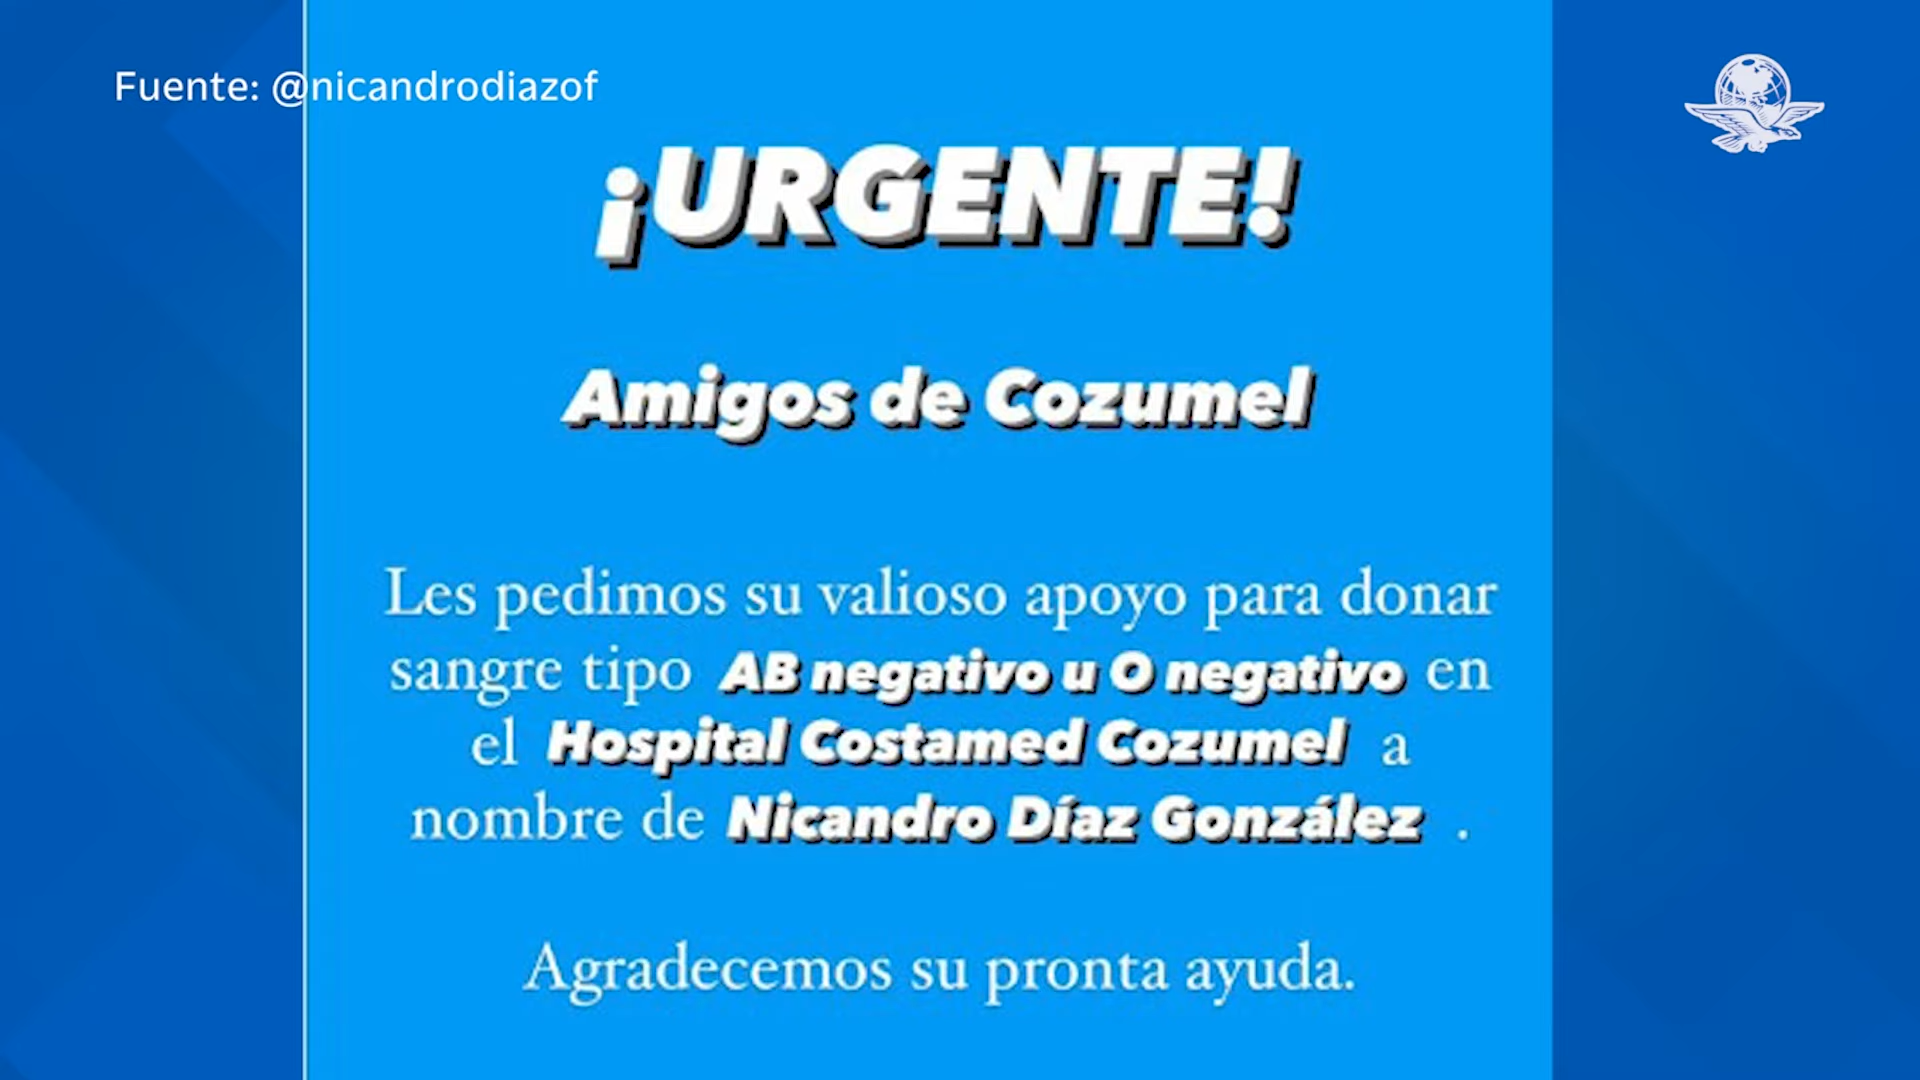 Fuente: @nicandrodiazof
¡URGENTE!
Amigos de Cozumel
Les pedimos su valioso apoyo para donar
sangre tipo AB negativo u O negativo en
el Hospital Costamed Cozumel a
nombre de Nicandro Díaz González .
Agradecemos su pronta ayuda.